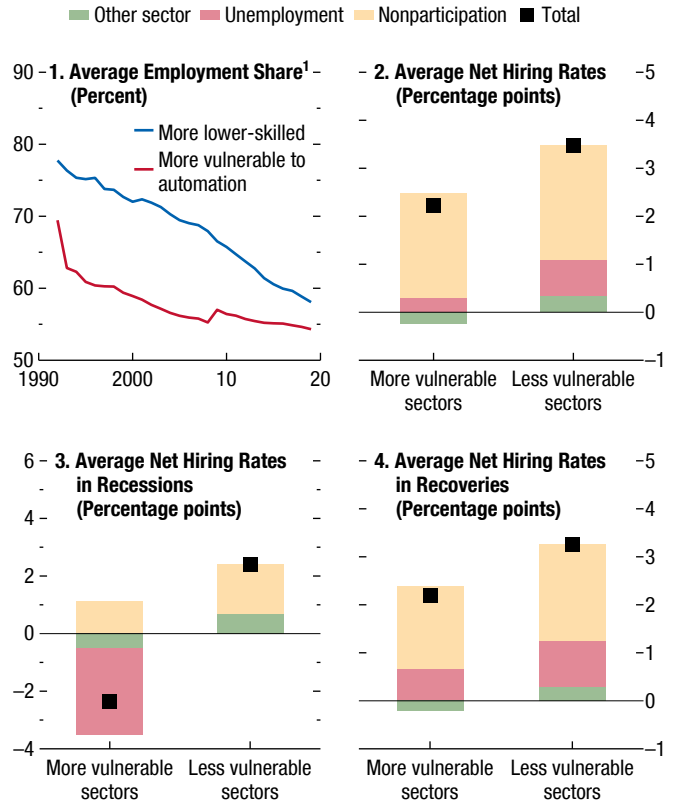 Other sector Unemployment Nonparticipation Total
1. Average Employment Share¹
(Percent)
90
80
70
60
50
More lower-skilled
More vulnerable to
automation
1990 2000 10 20
2. Average Net Hiring Rates
(Percentage points)
5
4
3
2
1
0
–1
More vulnerable
sectors
Less vulnerable
sectors
3. Average Net Hiring Rates
in Recessions
(Percentage points)
6
4
2
0
–2
–4
More vulnerable
sectors
Less vulnerable
sectors
4. Average Net Hiring Rates
in Recoveries
(Percentage points)
5
4
3
2
1
0
–1
More vulnerable
sectors
Less vulnerable
sectors